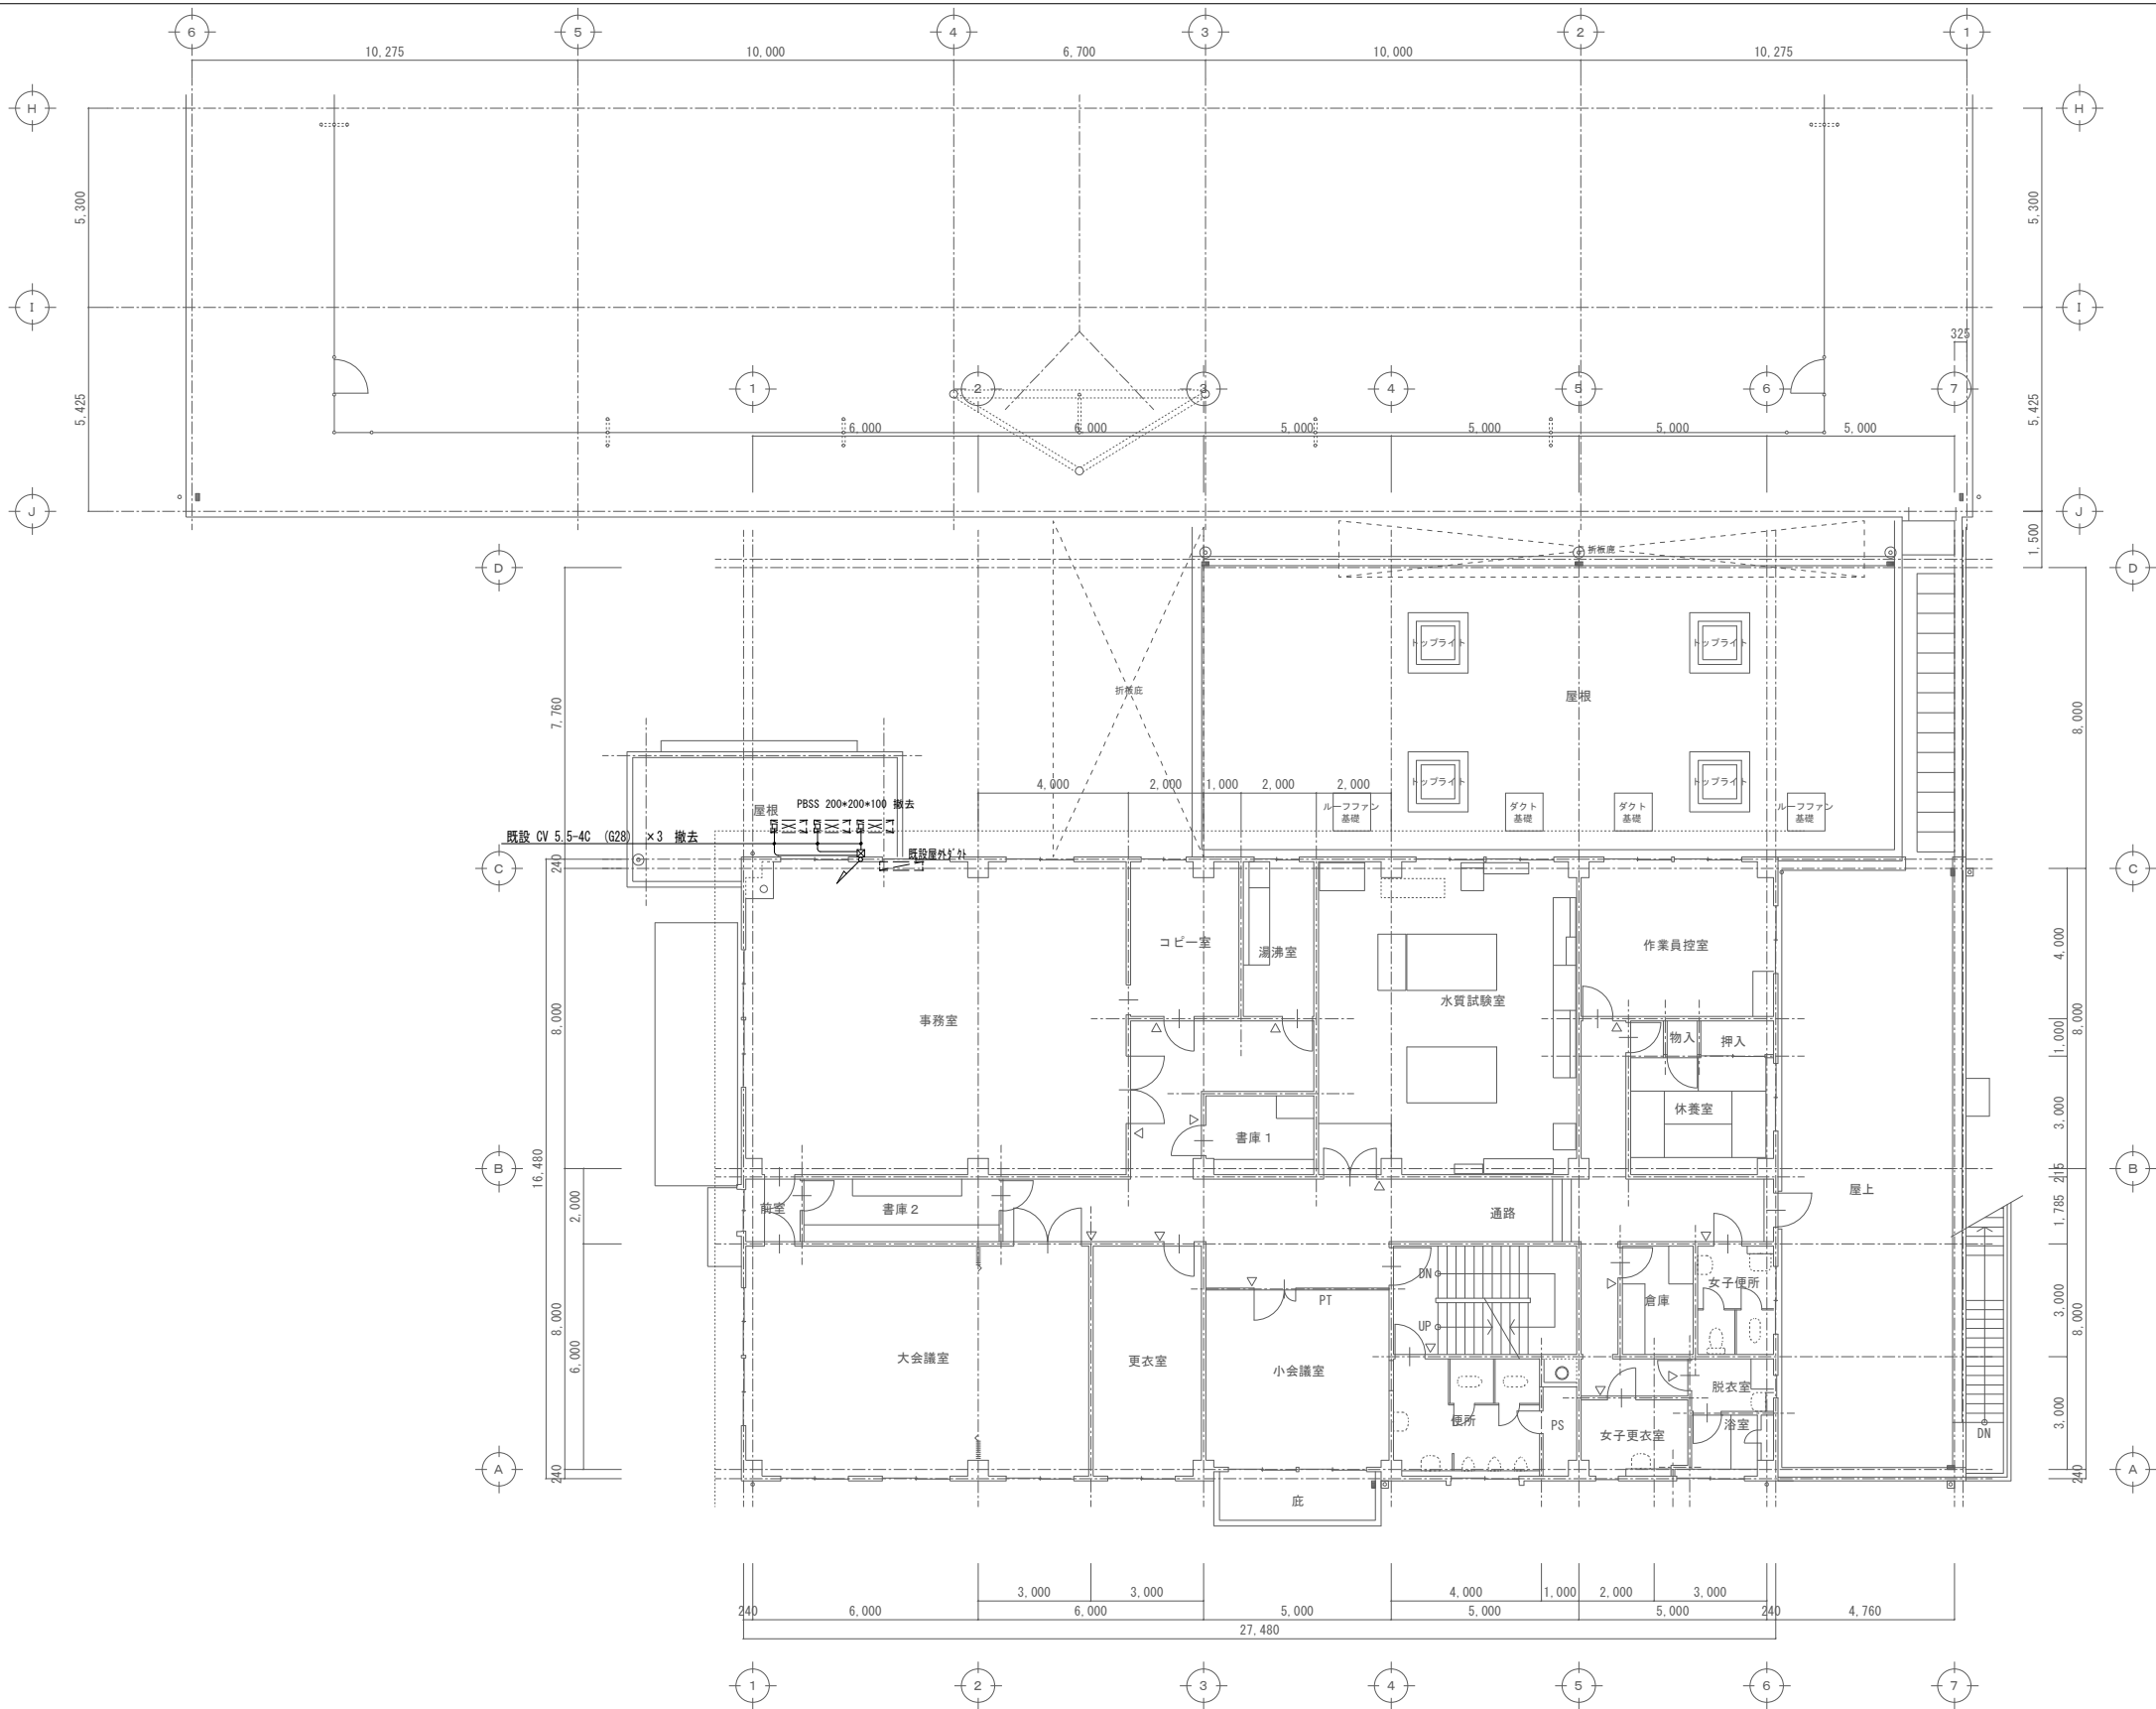 6 5 4 3 2 1
10,275 10,000 6,700 10,000 10,275
H H
5,300 5,300
I I
325
1 2 3 4 5 6 7
5,425 5,425
6,000 6,000 5,000 5,000 5,000 5,000
J J
1,500
折板庇
D D
トップライト トップライト
折板庇
屋根
7,760 8,000
トップライト トップライト
4,000 2,000 1,000 2,000 2,000
屋根
PBSS 200*200*100 撤去
ルーフファン基礎
ダクト基礎
ダクト基礎
ルーフファン基礎
既設 CV 5.5-4C (G28) ×3 撤去
既設屋外ダクト
C 240 C
コピー室
湯沸室
作業員控室
4,000
水質試験室
事務室
8,000 8,000
1,000
物入 押入
休養室
3,000
書庫1
B B
16,480
215
屋上
前室
書庫2
通路
2,000
1,785
DN
女子便所
PT
倉庫
3,000
UP
8,000 8,000
6,000
大会議室
更衣室
小会議室
脱衣室
便所
PS
女子更衣室
浴室
3,000
DN
A 240 240 A
庇
3,000 3,000 4,000 1,000 2,000 3,000
240 6,000 6,000 5,000 5,000 5,000 240 4,760
27,480
1 2 3 4 5 6 7